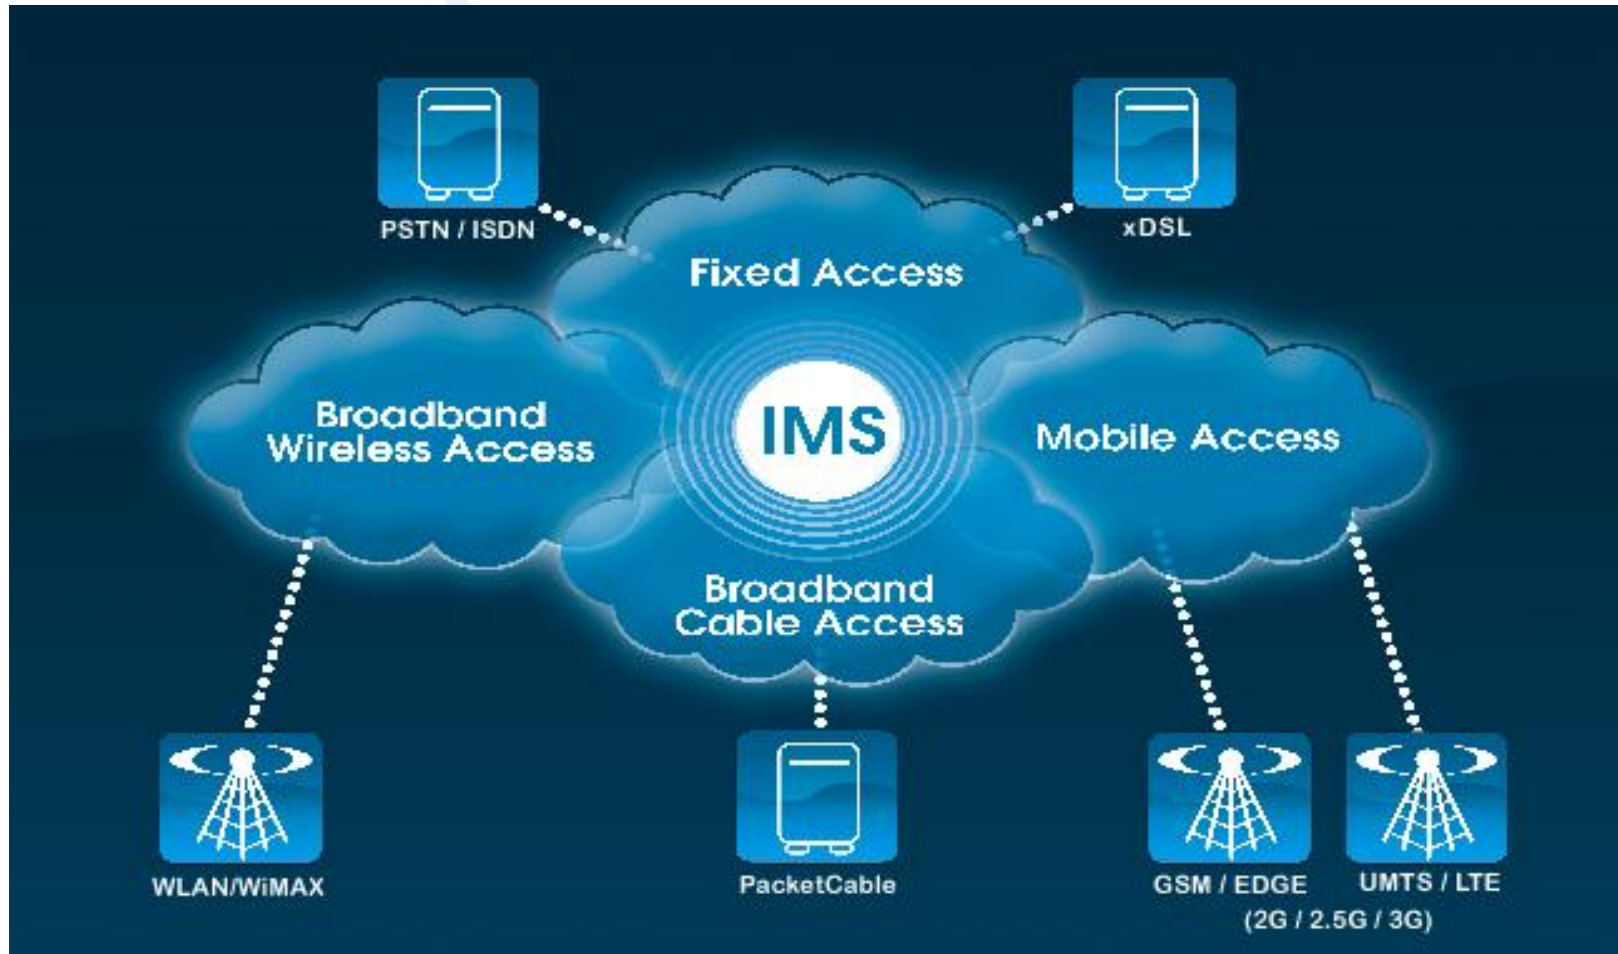 PSTN / ISDN
xDSL
Fixed Access
Broadband
Wireless Access
IMS
Mobile Access
Broadband
Cable Access
WLAN/WiMAX
PacketCable
GSM / EDGE
UMTS / LTE
(2G / 2.5G / 3G)